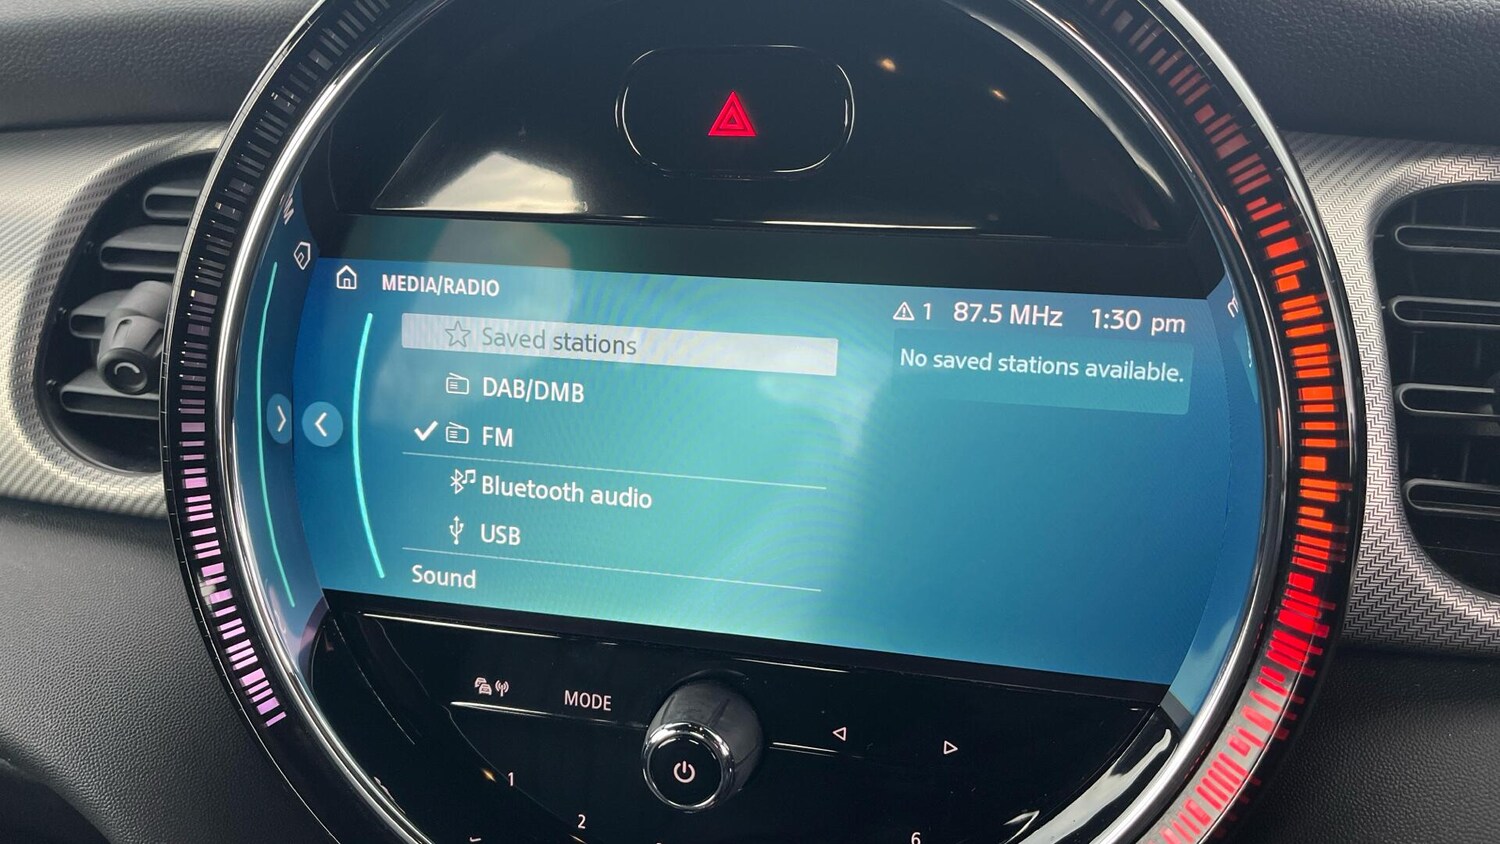 MEDIA/RADIO
1 87.5 MHz 1:30 pm
Saved stations
No saved stations available.
DAB/DMB
FM
Bluetooth audio
USB
Sound
MODE
1
2
6